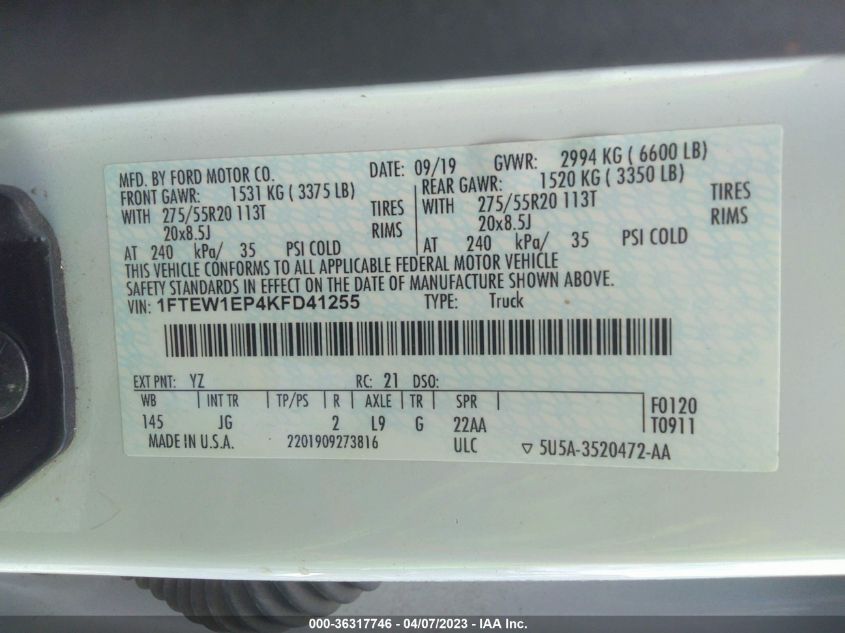 MFD. BY FORD MOTOR CO. DATE: 09/19 GVWR: 2994 KG ( 6600 LB)
FRONT GAWR: 1531 KG ( 3375 LB) REAR GAWR: 1520 KG ( 3350 LB)
WITH 275/55R20 113T TIRES WITH 275/55R20 113T TIRES
20x8.5J RIMS 20x8.5J RIMS
AT 240 kPa/ 35 PSI COLD AT 240 kPa/ 35 PSI COLD
THIS VEHICLE CONFORMS TO ALL APPLICABLE FEDERAL MOTOR VEHICLE
SAFETY STANDARDS IN EFFECT ON THE DATE OF MANUFACTURE SHOWN ABOVE.
VIN: 1FTEW1EP4KFD41255 TYPE: Truck
EXT PNT: YZ RC: 21 DSO:
WB INT TR TP/PS R AXLE TR SPR F0120
145 JG 2 L9 G 22AA T0911
MADE IN U.S.A. 2201909273816 ULC ▽ 5U5A-3520472-AA
000-36317746 - 04/07/2023 - IAA Inc.